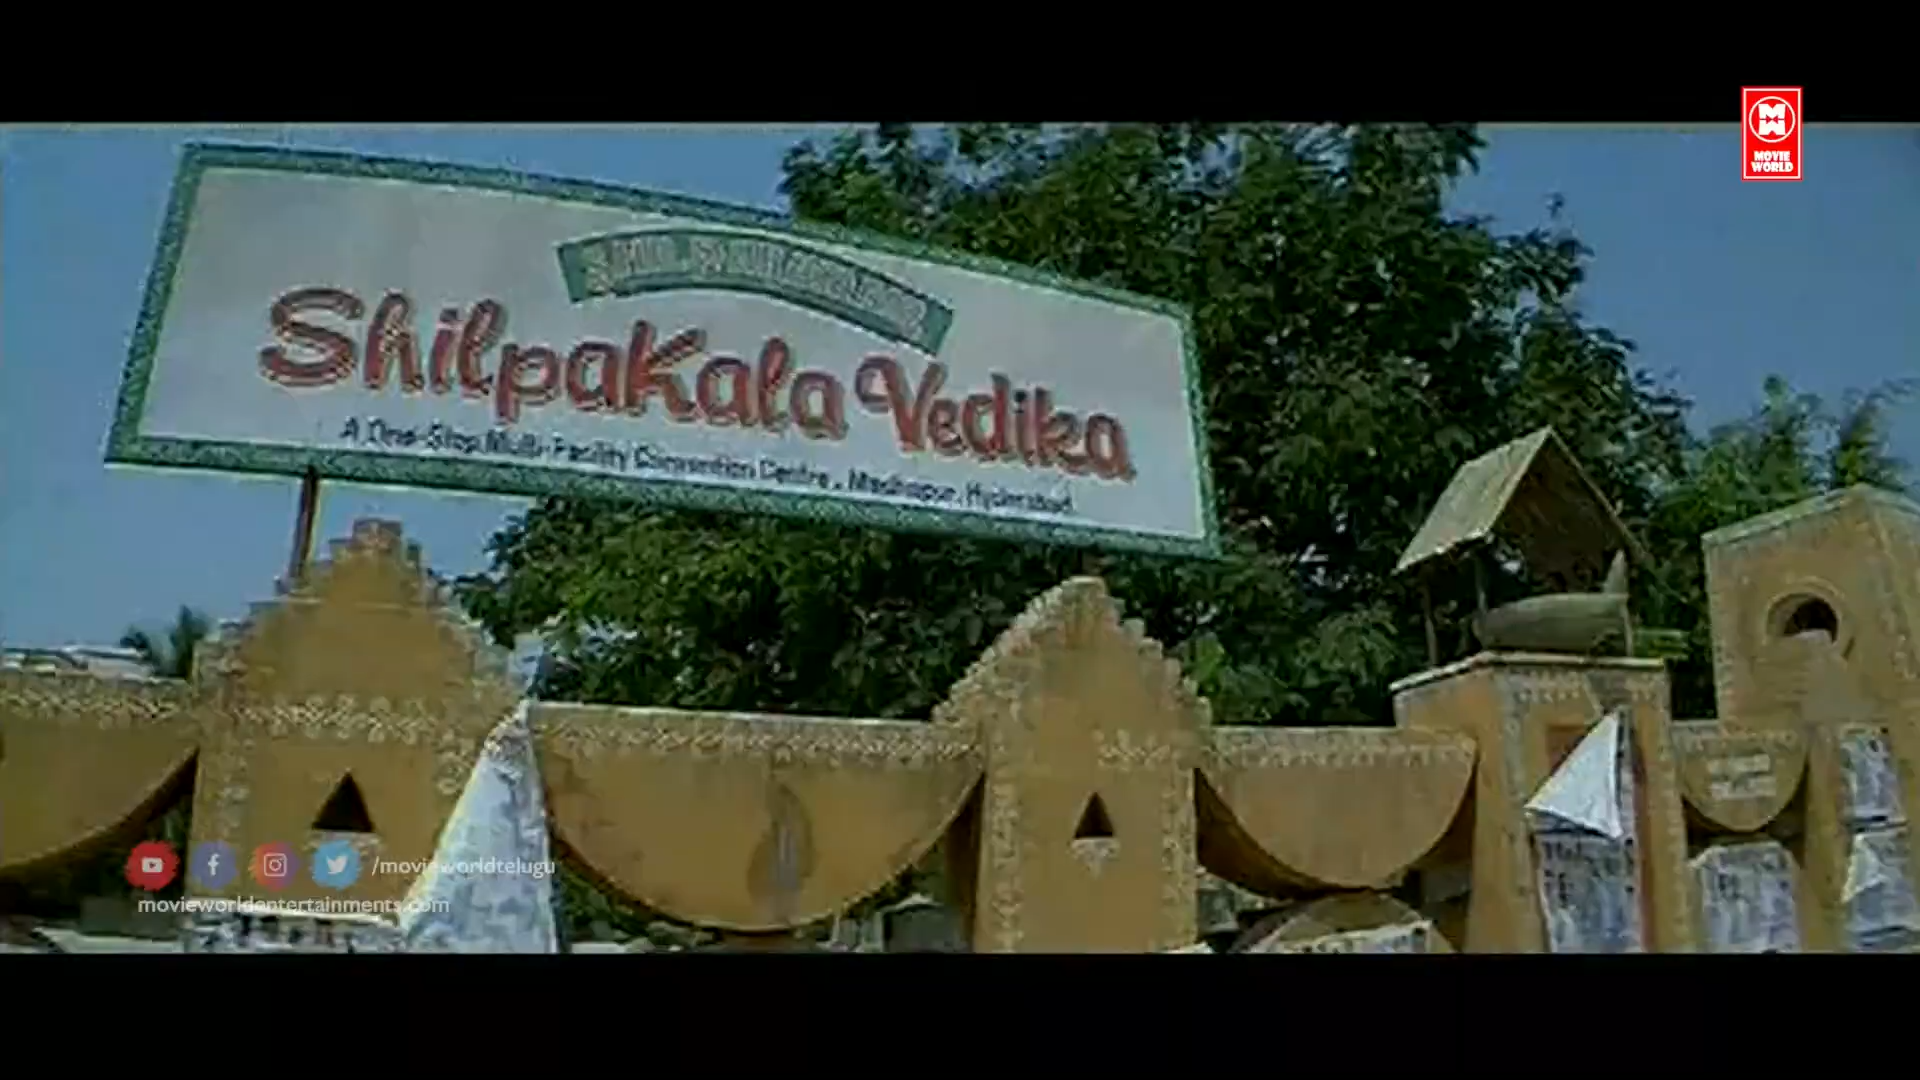 MOVIE
WORLD
Shilpakala Vedika
A One-Stop Multi-Facility Convention Centre, Madhapur, Hyderabad
/movieworldtelugu
movieworldentertainments.com